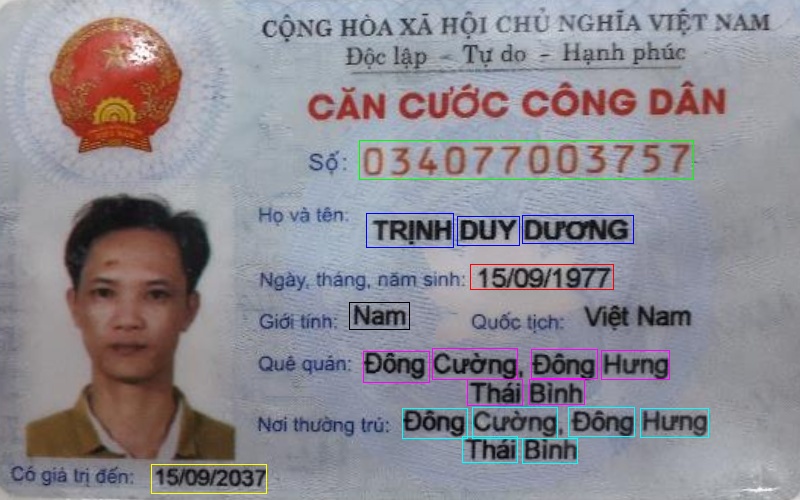 CỘNG HÒA XÃ HỘI CHỦ NGHĨA VIỆT NAM
Độc lập - Tự do - Hạnh phúc
CĂN CƯỚC CÔNG DÂN
Số: 034077003757
Họ và tên: TRỊNH DUY DƯƠNG
Ngày, tháng, năm sinh: 15/09/1977
Giới tính: Nam Quốc tịch: Việt Nam
Quê quán: Đông Cường, Đông Hưng
Thái Bình
Nơi thường trú: Đông Cường, Đông Hưng
Thái Bình
Có giá trị đến: 15/09/2037